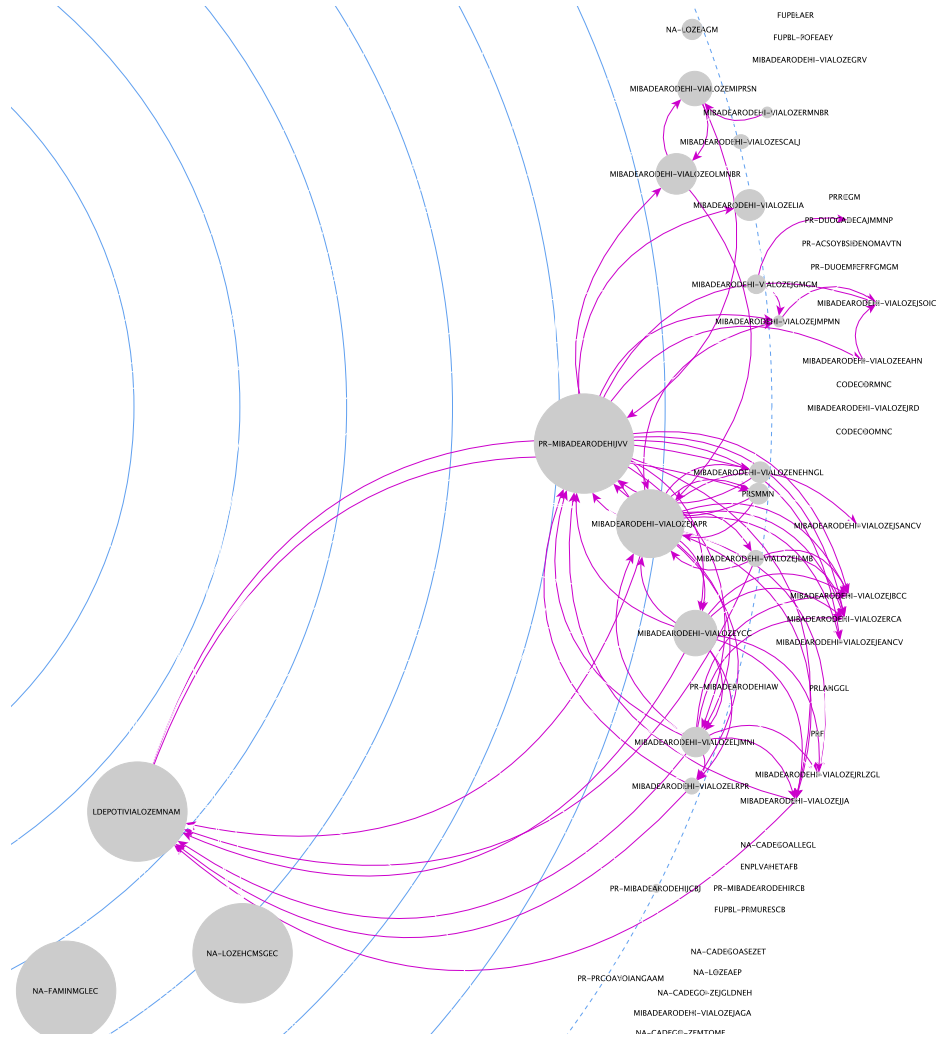 FUPELAER
NA-LOZEAGM
FUPBL-POFEAEY
MIBADEARODEHI-VIALOZEGRV
MIBADEARODEHI-VIALOZEMIPRSN
MIBADEARODEHI-VIALOZERMNBR
MIBADEARODEHI-VIALOZESCALJ
MIBADEARODEHI-VIALOZEOLMNBR
PRREGM
MIBADEARODEHI-VIALOZELIA
PR-DUOCADECAJMMNP
PR-ACSOYBSIDENOMAVTN
PR-DUOEMFEFRFGMGM
MIBADEARODEHI-VIALOZEJGMGM
MIBADEARODEHI-VIALOZEJSOIC
MIBADEARODEHI-VIALOZEJMPMN
MIBADEARODEHI-VIALOZEEAHN
CODECORMNC
MIBADEARODEHI-VIALOZEJRD
CODECOOMNC
PR-MIBADEARODEHIJVV
MIBADEARODEHI-VIALOZENEHNGL
PRSMMN
MIBADEARODEHI-VIALOZEJAPR
MIBADEARODEHI-VIALOZEJSANCV
MIBADEARODEHI-VIALOZEJLMB
MIBADEARODEHI-VIALOZEJBCC
MIBADEARODEHI-VIALOZERCA
MIBADEARODEHI-VIALOZEYCC
MIBADEARODEHI-VIALOZEJEANCV
PR-MIBADEARODEHIAW
PRLANGGL
PRF
MIBADEARODEHI-VIALOZELJMNI
MIBADEARODEHI-VIALOZEJRLZGL
MIBADEARODEHI-VIALOZELRPR
MIBADEARODEHI-VIALOZEJJA
LDEPOTIVIALOZEMNAM
NA-CADEGOALLEGL
ENPLVAHETAFB
PR-MIBADEARODEHIJCBJ
PR-MIBADEARODEHIRCB
FUPBL-PRMURESCB
NA-LOZEHCMSGEC
NA-CADEGOASEZET
NA-LOZEAEP
PR-PRCOAYOIANGAAM
NA-FAMINMGLEC
NA-CADEGOI-ZEJGLDNEH
MIBADEARODEHI-VIALOZEJAGA